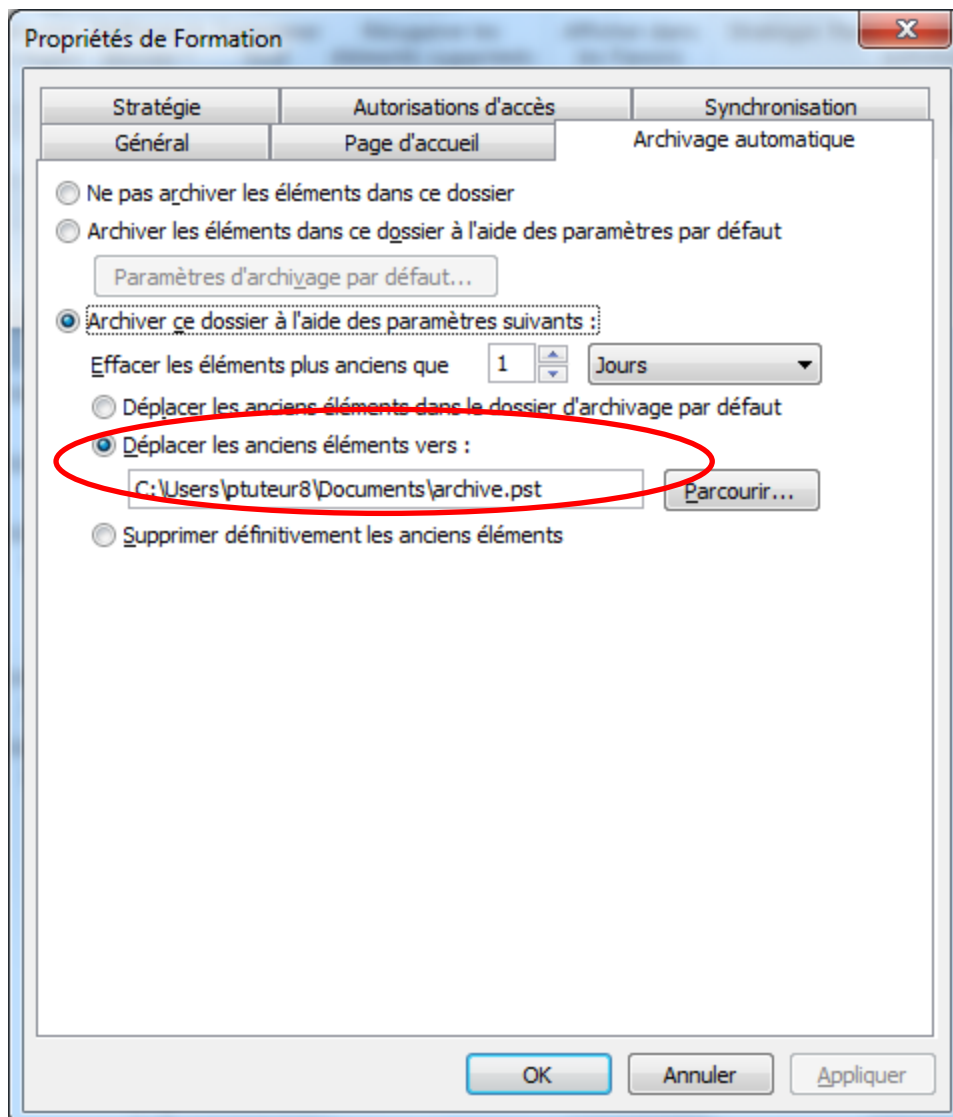 Propriétés de Formation
Stratégie Autorisations d'accès Synchronisation
Général Page d'accueil Archivage automatique
Ne pas archiver les éléments dans ce dossier
Archiver les éléments dans ce dossier à l'aide des paramètres par défaut
Paramètres d'archivage par défaut...
Archiver ce dossier à l'aide des paramètres suivants :
Effacer les éléments plus anciens que 1 Jours
Déplacer les anciens éléments dans le dossier d'archivage par défaut
Déplacer les anciens éléments vers :
C:\Users\ptuteur8\Documents\archive.pst Parcourir...
Supprimer définitivement les anciens éléments
OK Annuler Appliquer